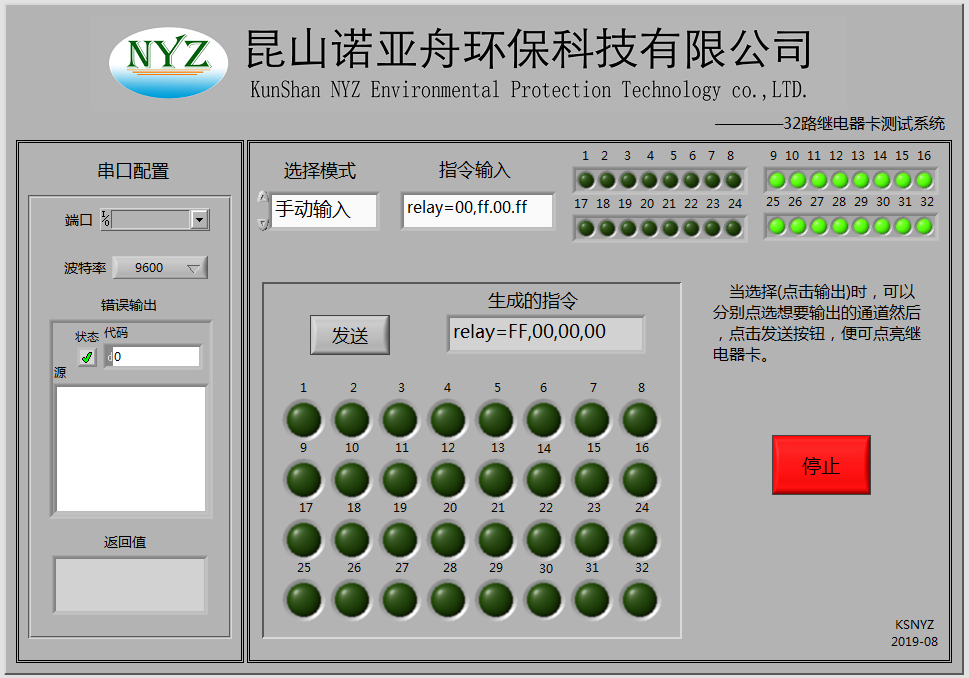 NYZ
昆山诺亚舟环保科技有限公司
KunShan NYZ Environmental Protection Technology co.,LTD.
————32路继电器卡测试系统
串口配置
端口
波特率 9600
错误输出
状态 代码
d0
源
返回值
选择模式
手动输入
指令输入
relay=00,ff.00.ff
1 2 3 4 5 6 7 8
17 18 19 20 21 22 23 24
9 10 11 12 13 14 15 16
25 26 27 28 29 30 31 32
发送
生成的指令
relay=FF,00,00,00
1 2 3 4 5 6 7 8
9 10 11 12 13 14 15 16
17 18 19 20 21 22 23 24
25 26 27 28 29 30 31 32
当选择(点击输出)时，可以
分别点选想要输出的通道然后
，点击发送按钮，便可点亮继
电器卡。
停止
KSNYZ
2019-08